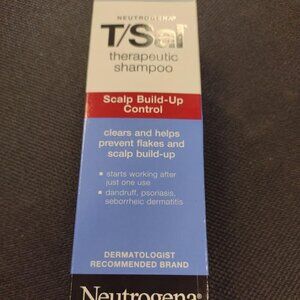 NEUTROGENA®
T/Sal
therapeutic
shampoo
Scalp Build-Up
Control
clears and helps
prevent flakes and
scalp build-up
▪ starts working after
just one use
▪ dandruff, psoriasis,
seborrheic dermatitis
DERMATOLOGIST
RECOMMENDED BRAND
Neutrogena®